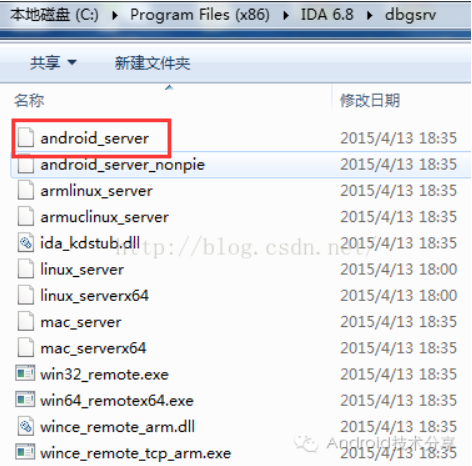 本地磁盘 (C:) ▸ Program Files (x86) ▸ IDA 6.8 ▸ dbgsrv
共享 ▼ 新建文件夹
名称 修改日期
android_server 2015/4/13 18:35
android_server_nonpie 2015/4/13 18:35
armlinux_server 2015/4/13 18:35
armuclinux_server 2015/4/13 18:35
ida_kdstub.dll 2015/4/13 18:35
http://blog.csdn.net/
linux_server 2015/4/13 18:00
linux_serverx64 2015/4/13 18:00
mac_server 2015/4/13 18:35
mac_serverx64 2015/4/13 18:35
win32_remote.exe 2015/4/13 18:35
win64_remotex64.exe 2015/4/13 18:35
wince_remote_arm.dll 2015/4/13 18:35
Android技术分享
wince_remote_tcp_arm.exe 2015/4/13 18:35